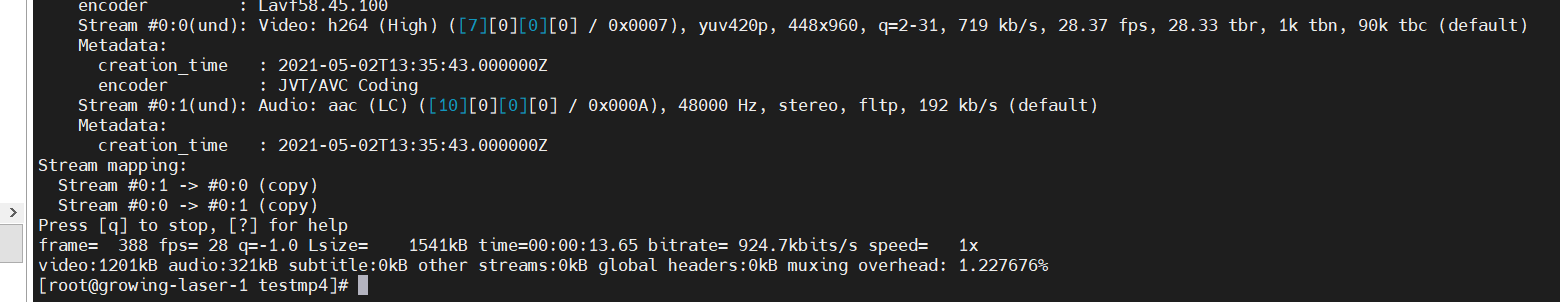 encoder         : Lavf58.45.100
    Stream #0:0(und): Video: h264 (High) ([7][0][0][0] / 0x0007), yuv420p, 448x960, q=2-31, 719 kb/s, 28.37 fps, 28.33 tbr, 1k tbn, 90k tbc (default)
    Metadata:
      creation_time   : 2021-05-02T13:35:43.000000Z
      encoder         : JVT/AVC Coding
    Stream #0:1(und): Audio: aac (LC) ([10][0][0][0] / 0x000A), 48000 Hz, stereo, fltp, 192 kb/s (default)
    Metadata:
      creation_time   : 2021-05-02T13:35:43.000000Z
Stream mapping:
  Stream #0:1 -> #0:0 (copy)
  Stream #0:0 -> #0:1 (copy)
Press [q] to stop, [?] for help
frame=  388 fps= 28 q=-1.0 Lsize=    1541kB time=00:00:13.65 bitrate= 924.7kbits/s speed=   1x
video:1201kB audio:321kB subtitle:0kB other streams:0kB global headers:0kB muxing overhead: 1.227676%
[root@growing-laser-1 testmp4]#